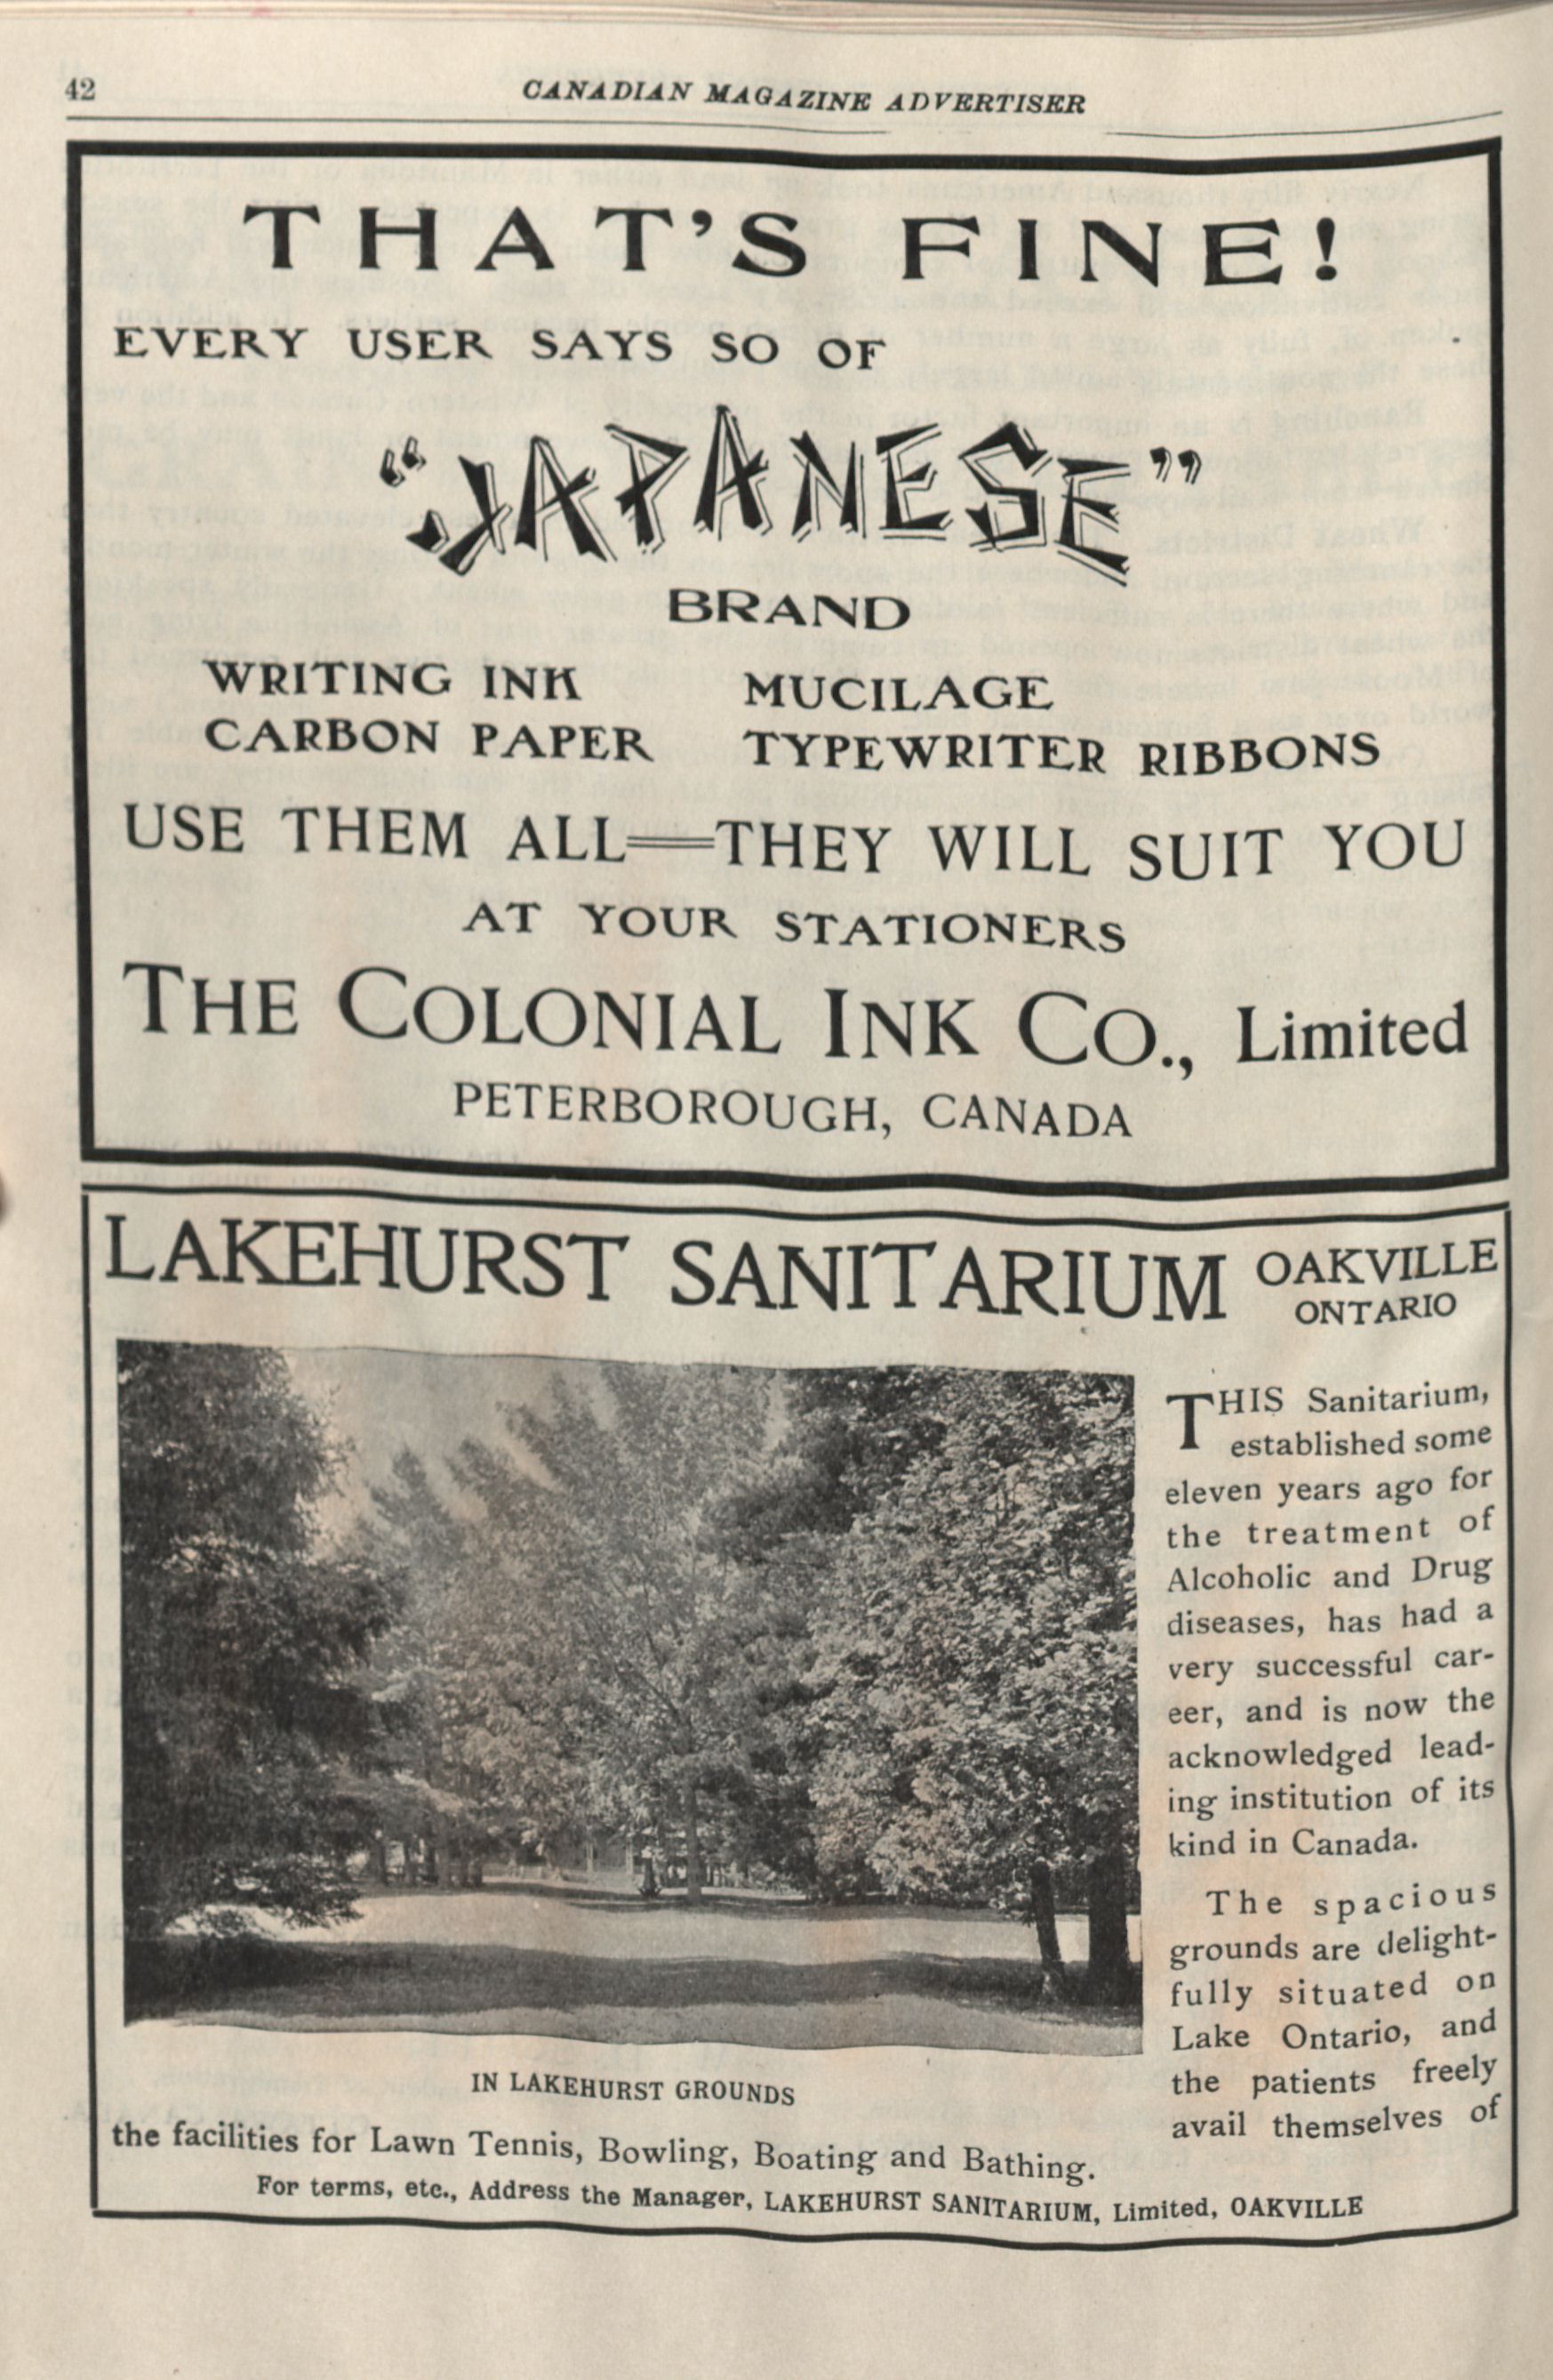 42
CANADIAN MAGAZINE ADVERTISER
THAT'S FINE!
EVERY USER SAYS SO OF
"JAPANESE"
BRAND
WRITING INK MUCILAGE
CARBON PAPER TYPEWRITER RIBBONS
USE THEM ALL—THEY WILL SUIT YOU
AT YOUR STATIONERS
THE COLONIAL INK CO., Limited
PETERBOROUGH, CANADA
LAKEHURST SANITARIUM OAKVILLE
ONTARIO
THIS Sanitarium,
established some
eleven years ago for
the treatment of
Alcoholic and Drug
diseases, has had a
very successful car-
eer, and is now the
acknowledged lead-
ing institution of its
kind in Canada.
The spacious
grounds are delight-
fully situated on
Lake Ontario, and
the patients freely
avail themselves of
IN LAKEHURST GROUNDS
the facilities for Lawn Tennis, Bowling, Boating and Bathing.
For terms, etc., Address the Manager, LAKEHURST SANITARIUM, Limited, OAKVILLE